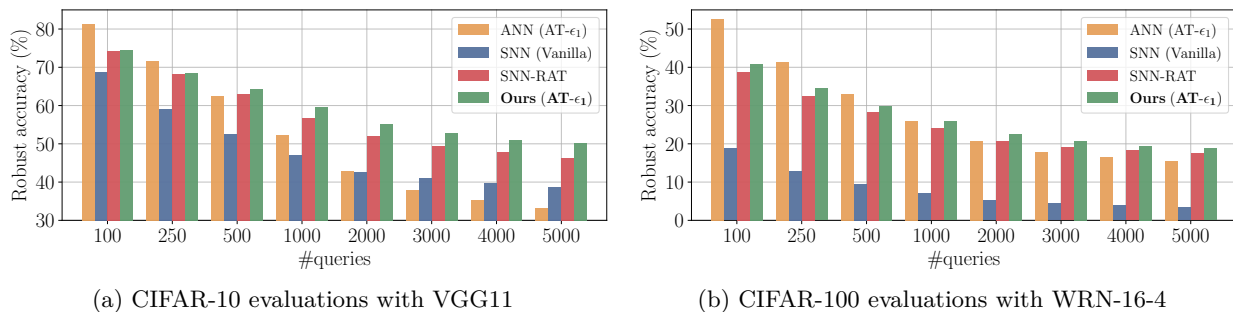 Robust accuracy (%)
80
70
60
50
40
30
ANN (AT-ϵ₁)
SNN (Vanilla)
SNN-RAT
Ours (AT-ϵ₁)
100 250 500 1000 2000 3000 4000 5000
#queries
(a) CIFAR-10 evaluations with VGG11
Robust accuracy (%)
50
40
30
20
10
0
ANN (AT-ϵ₁)
SNN (Vanilla)
SNN-RAT
Ours (AT-ϵ₁)
100 250 500 1000 2000 3000 4000 5000
#queries
(b) CIFAR-100 evaluations with WRN-16-4